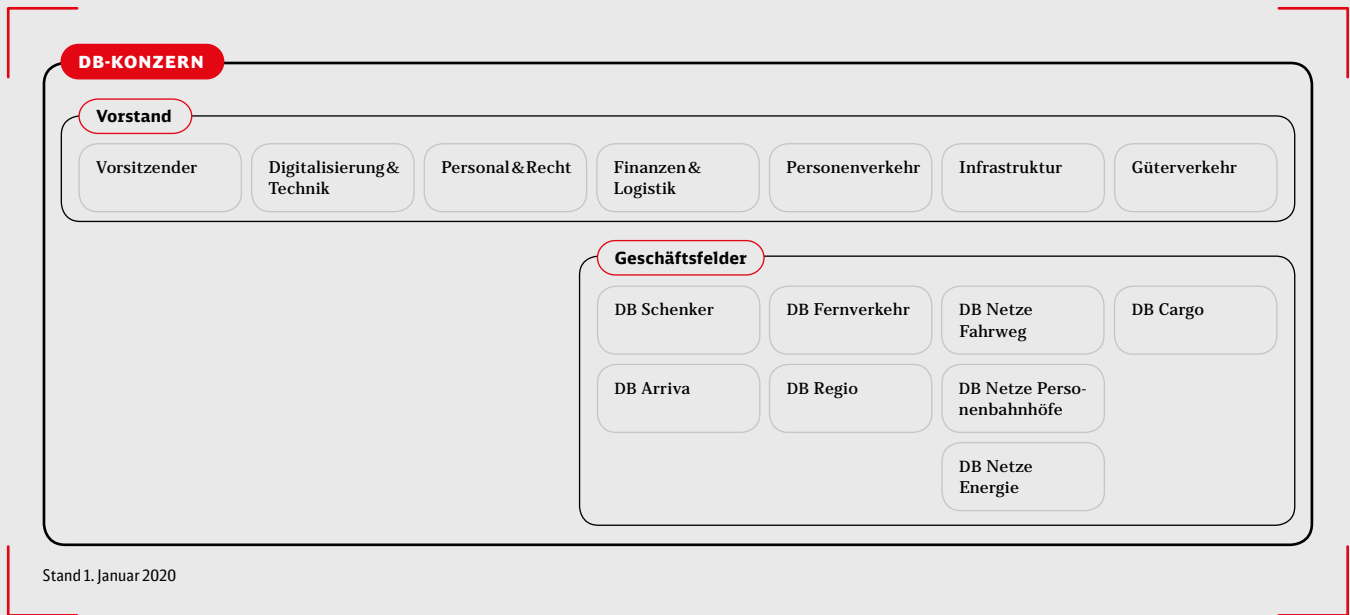 DB-KONZERN
Vorstand
Vorsitzender
Digitalisierung &
Technik
Personal & Recht
Finanzen &
Logistik
Personenverkehr
Infrastruktur
Güterverkehr
Geschäftsfelder
DB Schenker
DB Fernverkehr
DB Netze
Fahrweg
DB Cargo
DB Arriva
DB Regio
DB Netze Perso-
nenbahnhöfe
DB Netze
Energie
Stand 1. Januar 2020